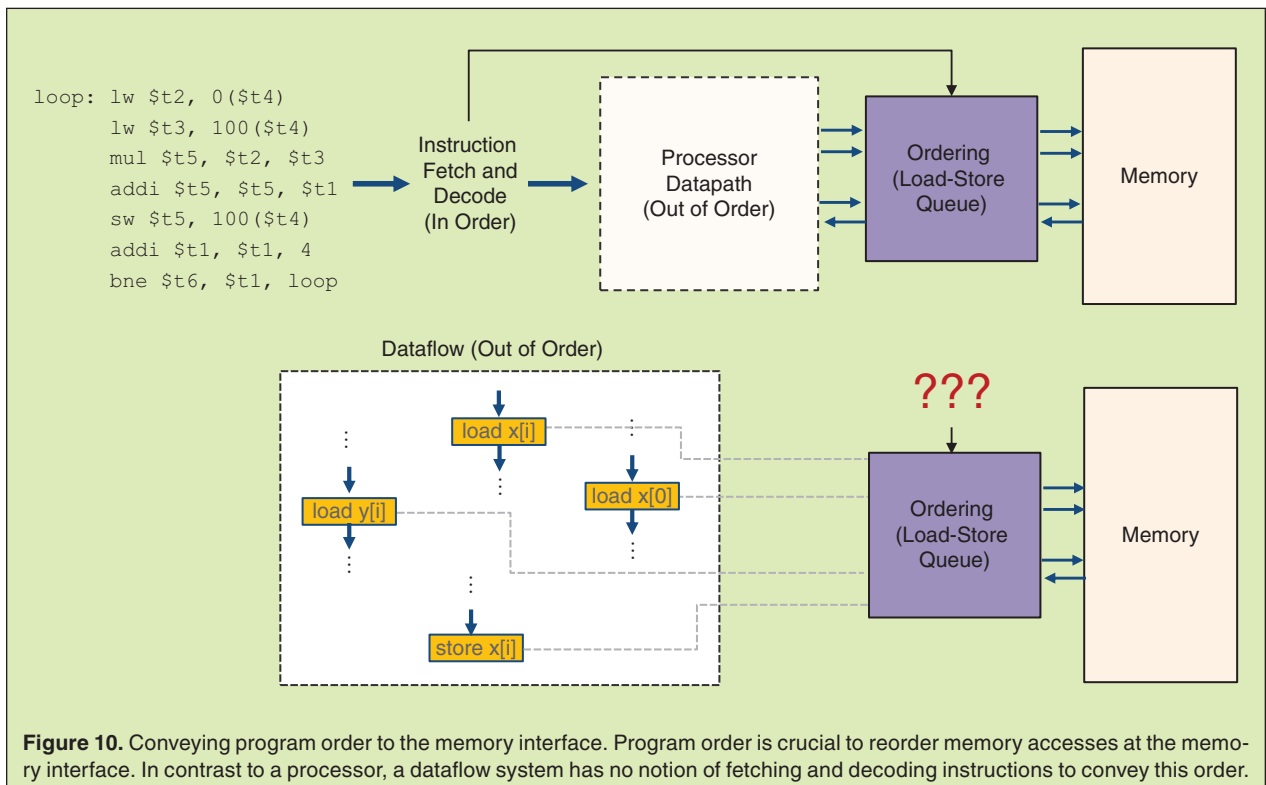 loop: lw $t2, 0($t4)
lw $t3, 100($t4)
mul $t5, $t2, $t3
addi $t5, $t5, $t1
sw $t5, 100($t4)
addi $t1, $t1, 4
bne $t6, $t1, loop
Instruction
Fetch and
Decode
(In Order)
Processor
Datapath
(Out of Order)
Ordering
(Load-Store
Queue)
Memory
Dataflow (Out of Order)
load x[i]
load y[i]
load x[0]
store x[i]
???
Ordering
(Load-Store
Queue)
Memory
Figure 10. Conveying program order to the memory interface. Program order is crucial to reorder memory accesses at the memo-
ry interface. In contrast to a processor, a dataflow system has no notion of fetching and decoding instructions to convey this order.